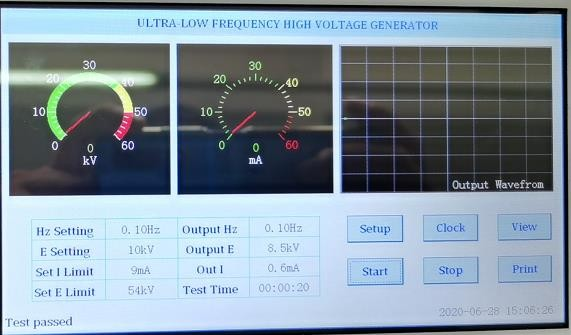 ULTRA-LOW FREQUENCY HIGH VOLTAGE GENERATOR
0 10 20 30 40 50 60
0
kV
0 10 20 30 40 50 60
0
mA
Output Wavefrom
Hz Setting 0.10Hz Output Hz 0.10Hz
E Setting 10kV Output E 8.5kV
Set I Limit 9mA Out I 0.6mA
Set E Limit 54kV Test Time 00:00:20
Setup Clock View
Start Stop Print
Test passed
2020-06-28 15:06:26